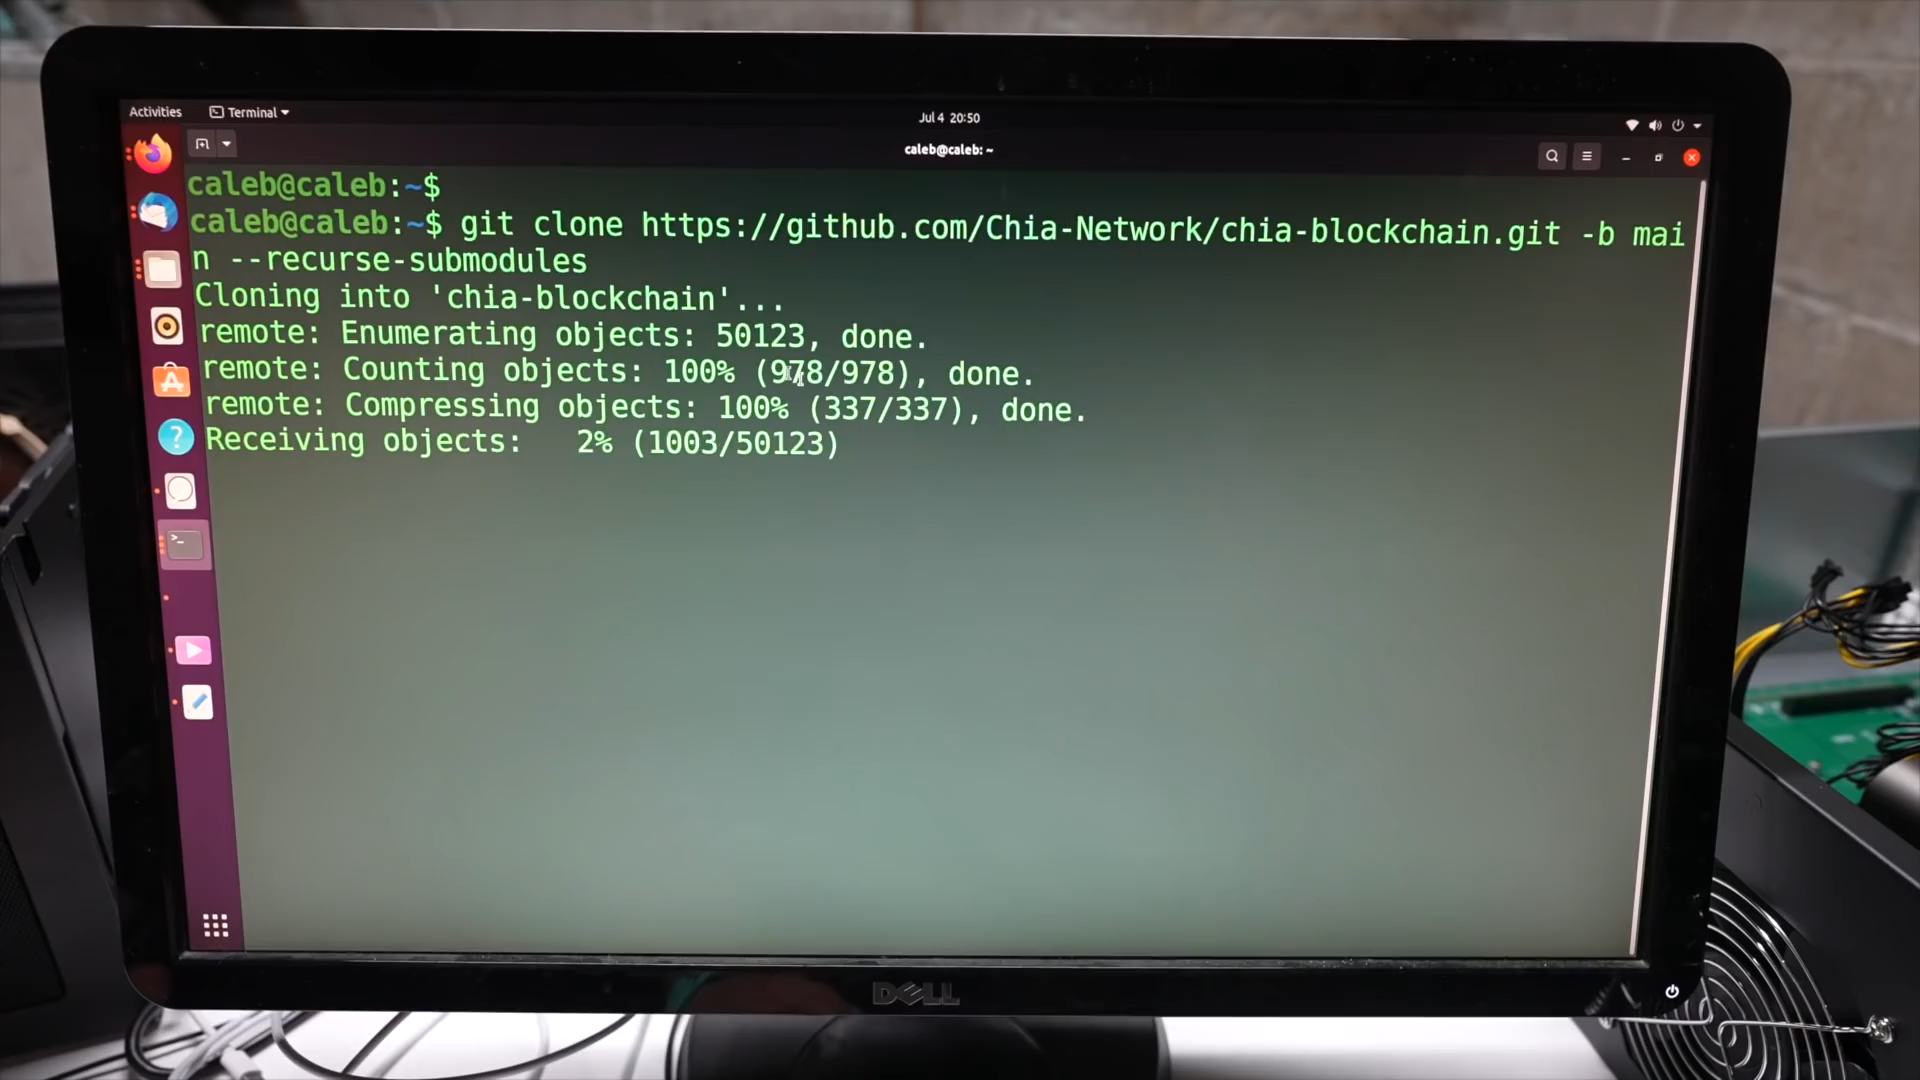 Activities
Terminal
Jul 4 20:50
caleb@caleb: ~
caleb@caleb:~$
caleb@caleb:~$ git clone https://github.com/Chia-Network/chia-blockchain.git -b mai
n --recurse-submodules
Cloning into 'chia-blockchain'...
remote: Enumerating objects: 50123, done.
remote: Counting objects: 100% (978/978), done.
remote: Compressing objects: 100% (337/337), done.
Receiving objects:   2% (1003/50123)
DELL